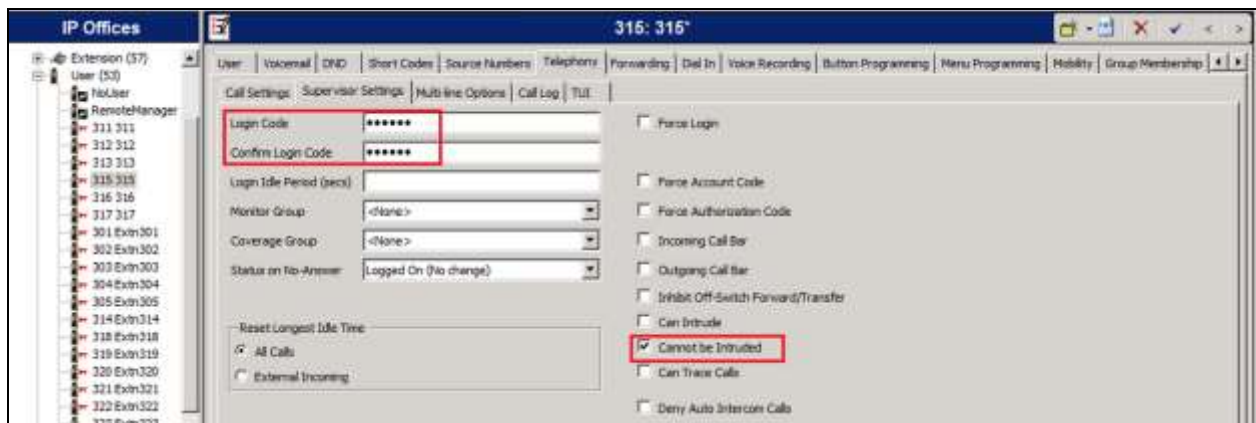 IP Offices
315: 315*
Extension (57)
User (53)
NoUser
RemoteManager
311 311
312 312
313 313
315 315
316 316
317 317
301 Extn301
302 Extn302
303 Extn303
304 Extn304
305 Extn305
314 Extn314
318 Extn318
319 Extn319
320 Extn320
321 Extn321
322 Extn322
User Voicemail DND Short Codes Source Numbers Telephony Forwarding Dial In Voice Recording Button Programming Menu Programming Mobility Group Membership
Call Settings Supervisor Settings Multi-line Options Call Log TUI
Login Code ●●●●●● Force Login
Confirm Login Code ●●●●●●
Login Idle Period (secs) Force Account Code
Monitor Group <None> Force Authorization Code
Coverage Group <None> Incoming Call Bar
Status on No-Answer Logged On (No change) Outgoing Call Bar
Inhibit Off-Switch Forward/Transfer
Reset Longest Idle Time Can Intrude
All Calls Cannot be Intruded
External Incoming Can Trace Calls
Deny Auto Intercom Calls